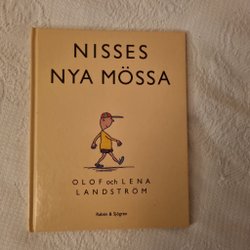 NISSES
NYA MÖSSA
OLOF och LENA
LANDSTRÖM
Rabén & Sjögren